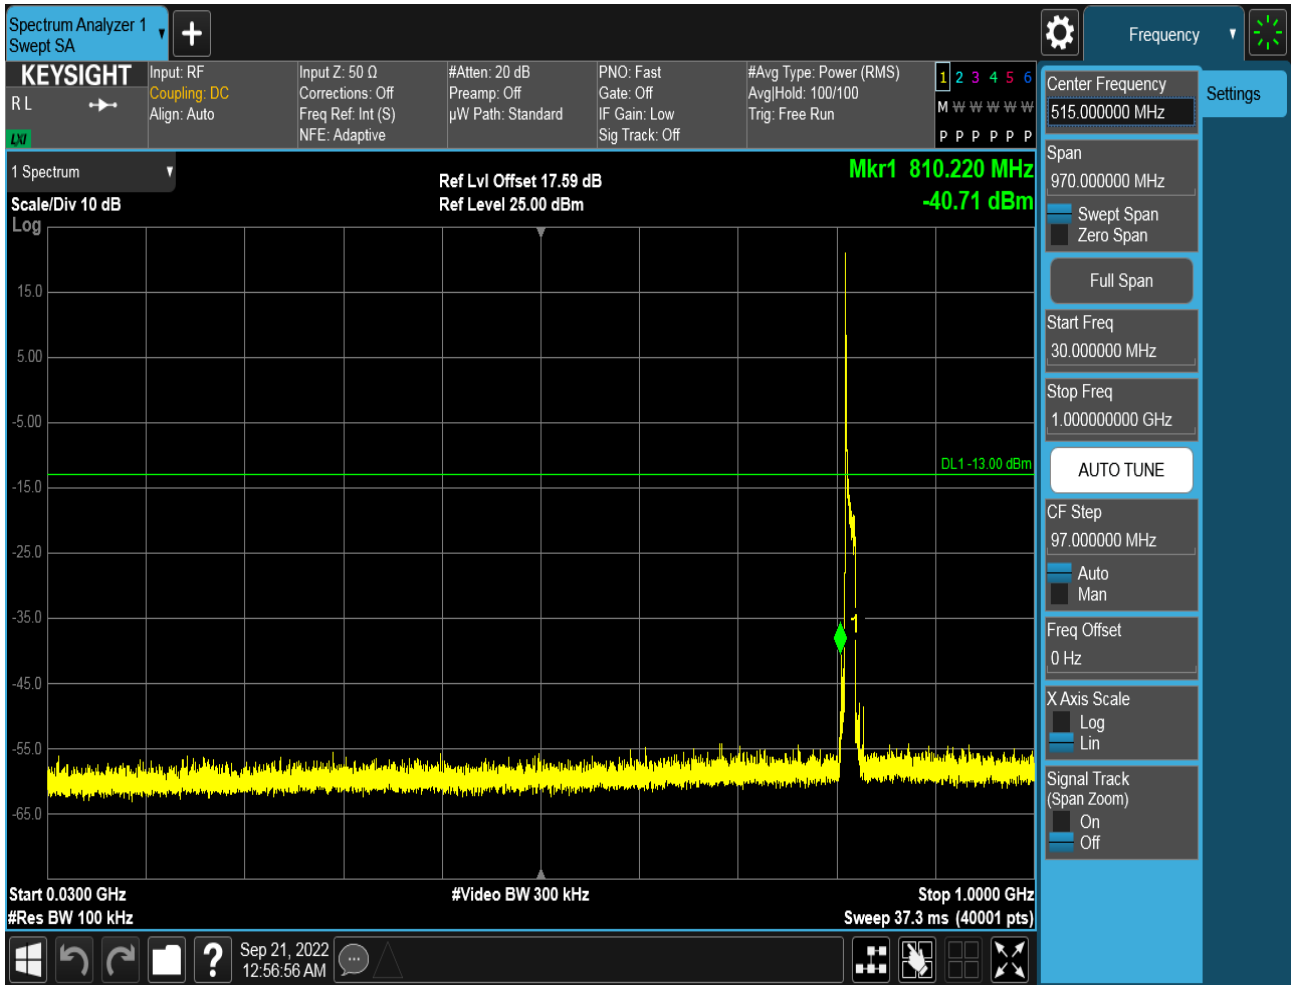 Spectrum Analyzer 1
Swept SA
Frequency
KEYSIGHT
R L
LXI
Input: RF
Coupling: DC
Align: Auto
Input Z: 50 Ω
Corrections: Off
Freq Ref: Int (S)
NFE: Adaptive
#Atten: 20 dB
Preamp: Off
µW Path: Standard
PNO: Fast
Gate: Off
IF Gain: Low
Sig Track: Off
#Avg Type: Power (RMS)
Avg|Hold: 100/100
Trig: Free Run
1 2 3 4 5 6
M W W W W W
P P P P P P
1 Spectrum
Scale/Div 10 dB
Log
Ref Lvl Offset 17.59 dB
Ref Level 25.00 dBm
Mkr1 810.220 MHz
-40.71 dBm
15.0
5.00
-5.00
-15.0
-25.0
-35.0
-45.0
-55.0
-65.0
DL1 -13.00 dBm
Start 0.0300 GHz
#Res BW 100 kHz
#Video BW 300 kHz
Stop 1.0000 GHz
Sweep 37.3 ms (40001 pts)
Center Frequency
515.000000 MHz
Settings
Span
970.000000 MHz
Swept Span
Zero Span
Full Span
Start Freq
30.000000 MHz
Stop Freq
1.000000000 GHz
AUTO TUNE
CF Step
97.000000 MHz
Auto
Man
Freq Offset
0 Hz
X Axis Scale
Log
Lin
Signal Track
(Span Zoom)
On
Off
?
Sep 21, 2022
12:56:56 AM